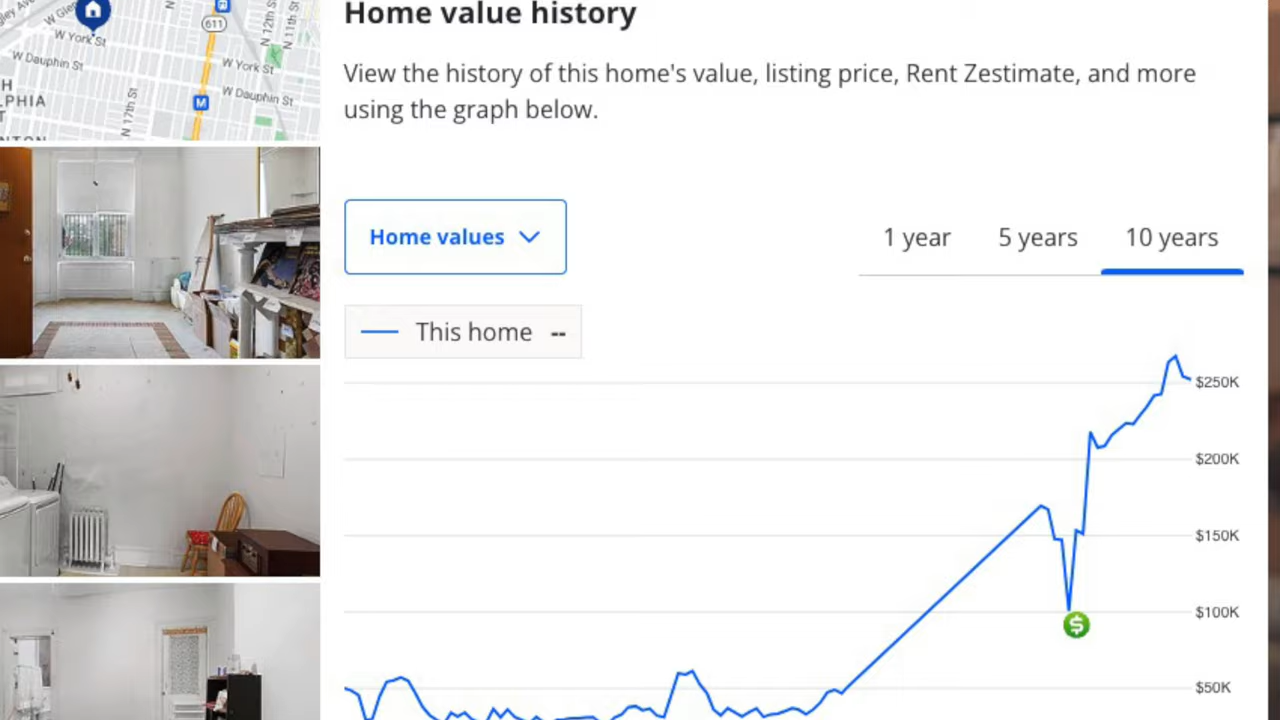 Home value history
View the history of this home's value, listing price, Rent Zestimate, and more
using the graph below.
Home values
1 year
5 years
10 years
This home --
$250K
$200K
$150K
$100K
$
$50K
611
N 12th S
N 11th S
W York St
W York St
W Dauphin St
W Dauphin St
N 17th St
M
H
LPHIA
T